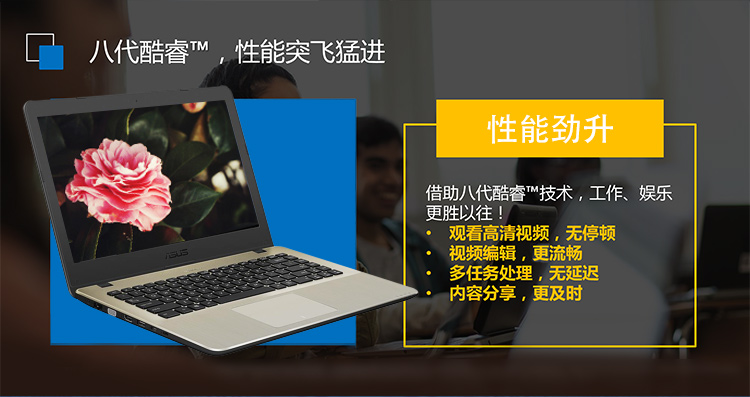 八代酷睿™，性能突飞猛进
性能劲升
借助八代酷睿™技术，工作、娱乐
更胜以往！
• 观看高清视频，无停顿
• 视频编辑，更流畅
• 多任务处理，无延迟
• 内容分享，更及时
ASUS